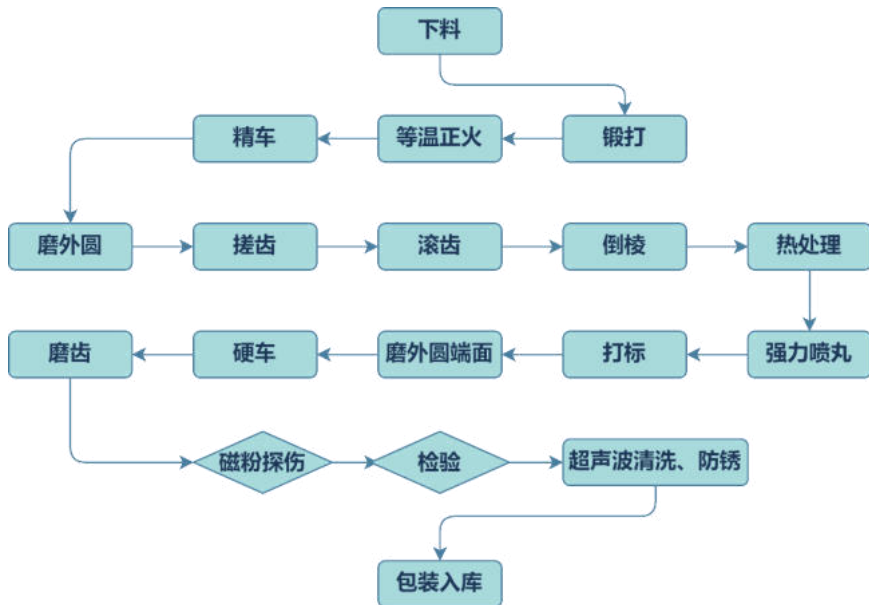 下料
精车
等温正火
锻打
磨外圆
搓齿
滚齿
倒棱
热处理
磨齿
硬车
磨外圆端面
打标
强力喷丸
磁粉探伤
检验
超声波清洗、防锈
包装入库